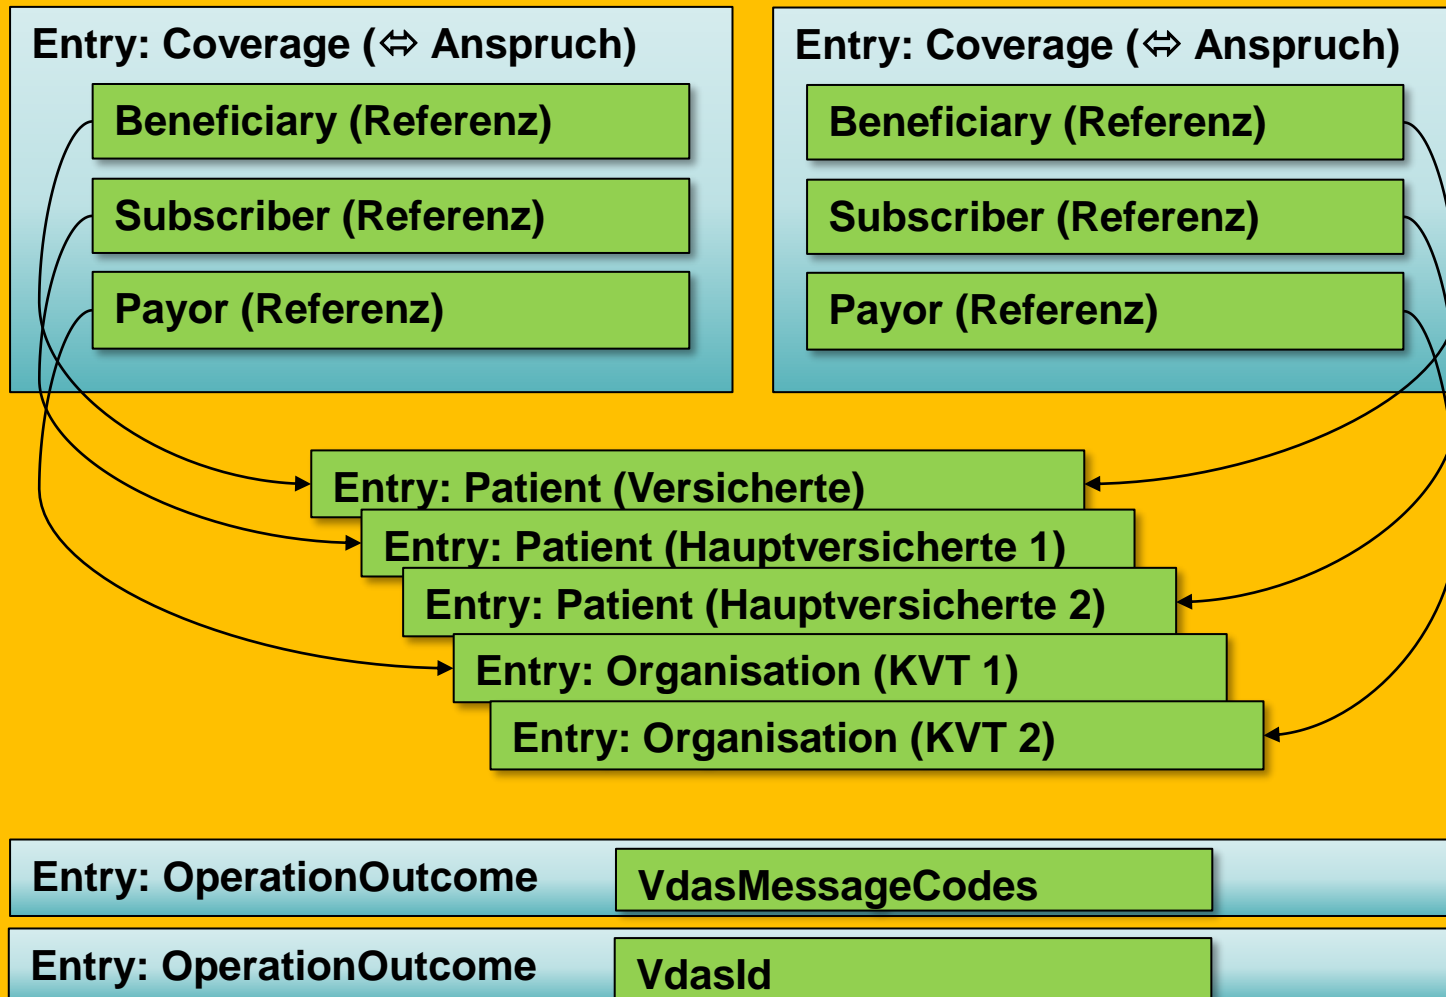 Entry: Coverage (⇔ Anspruch)
Beneficiary (Referenz)
Subscriber (Referenz)
Payor (Referenz)
Entry: Coverage (⇔ Anspruch)
Beneficiary (Referenz)
Subscriber (Referenz)
Payor (Referenz)
Entry: Patient (Versicherte)
Entry: Patient (Hauptversicherte 1)
Entry: Patient (Hauptversicherte 2)
Entry: Organisation (KVT 1)
Entry: Organisation (KVT 2)
Entry: OperationOutcome
VdasMessageCodes
Entry: OperationOutcome
VdasId